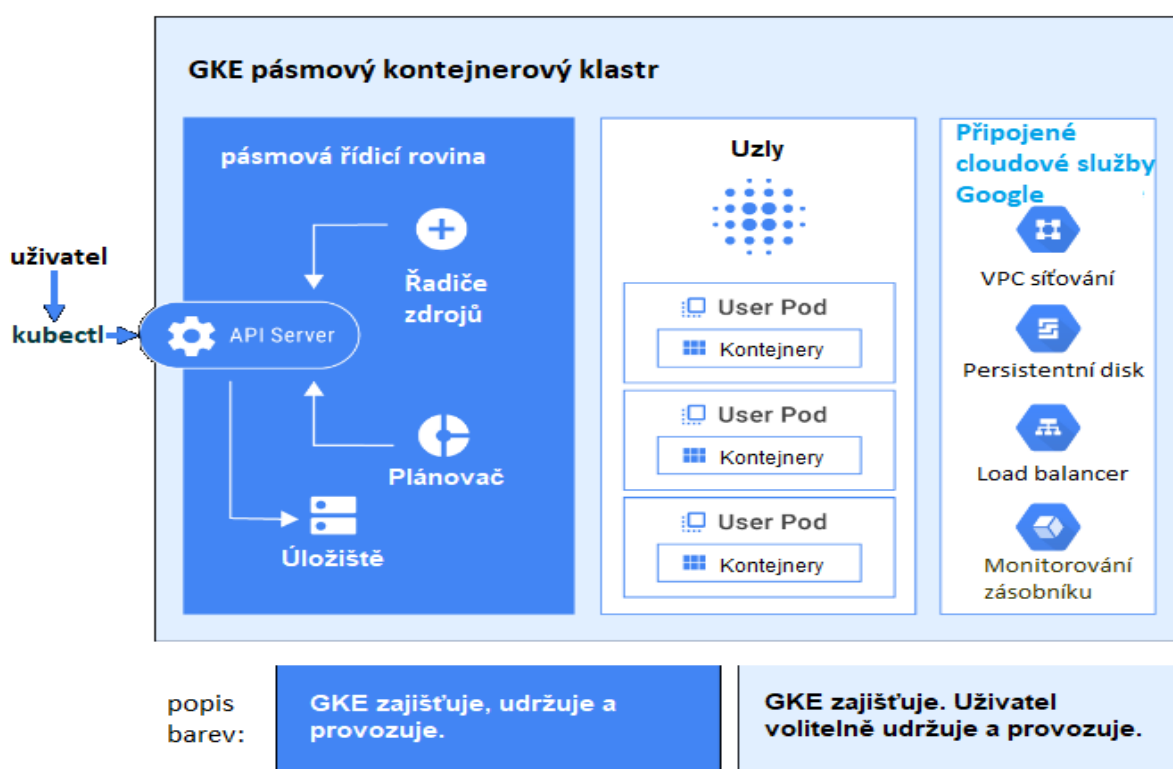 GKE pásmový kontejnerový klastr
pásmová řídicí rovina
Řadiče
zdrojů
uživatel
kubectl
API Server
Plánovač
Úložiště
Uzly
User Pod
Kontejnery
User Pod
Kontejnery
User Pod
Kontejnery
Připojené
cloudové služby
Google
VPC síťování
Persistentní disk
Load balancer
Monitorování
zásobníku
popis
barev:
GKE zajišťuje, udržuje a
provozuje.
GKE zajišťuje. Uživatel
volitelně udržuje a provozuje.